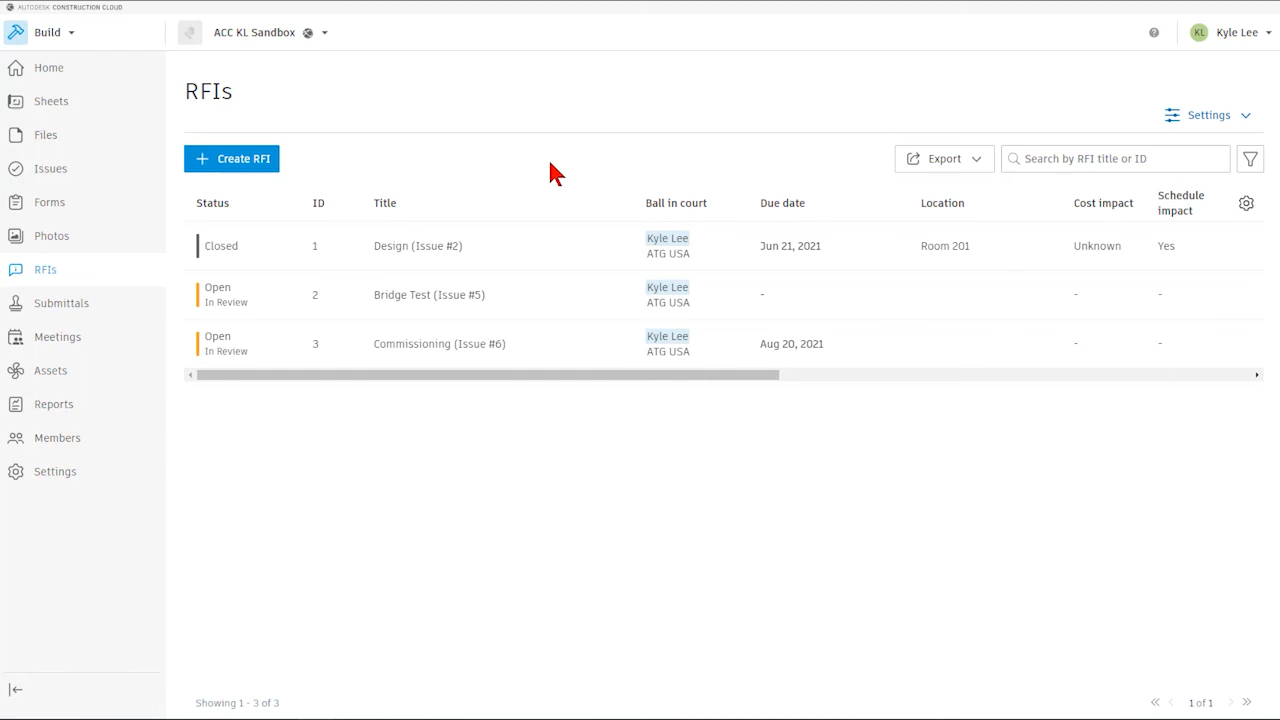 AUTODESK CONSTRUCTION CLOUD
Build
ACC KL Sandbox
KL
Kyle Lee
Home
Sheets
Files
Issues
Forms
Photos
RFIs
Submittals
Meetings
Assets
Reports
Members
Settings
RFIs
Settings
Create RFI
Export
Search by RFI title or ID
Status ID Title Ball in court Due date Location Cost impact Schedule impact
Closed 1 Design (Issue #2) Kyle Lee Jun 21, 2021 Room 201 Unknown Yes
ATG USA
Open 2 Bridge Test (Issue #5) Kyle Lee - - -
In Review ATG USA
Open 3 Commissioning (Issue #6) Kyle Lee Aug 20, 2021 - -
In Review ATG USA
Showing 1 - 3 of 3
1 of 1